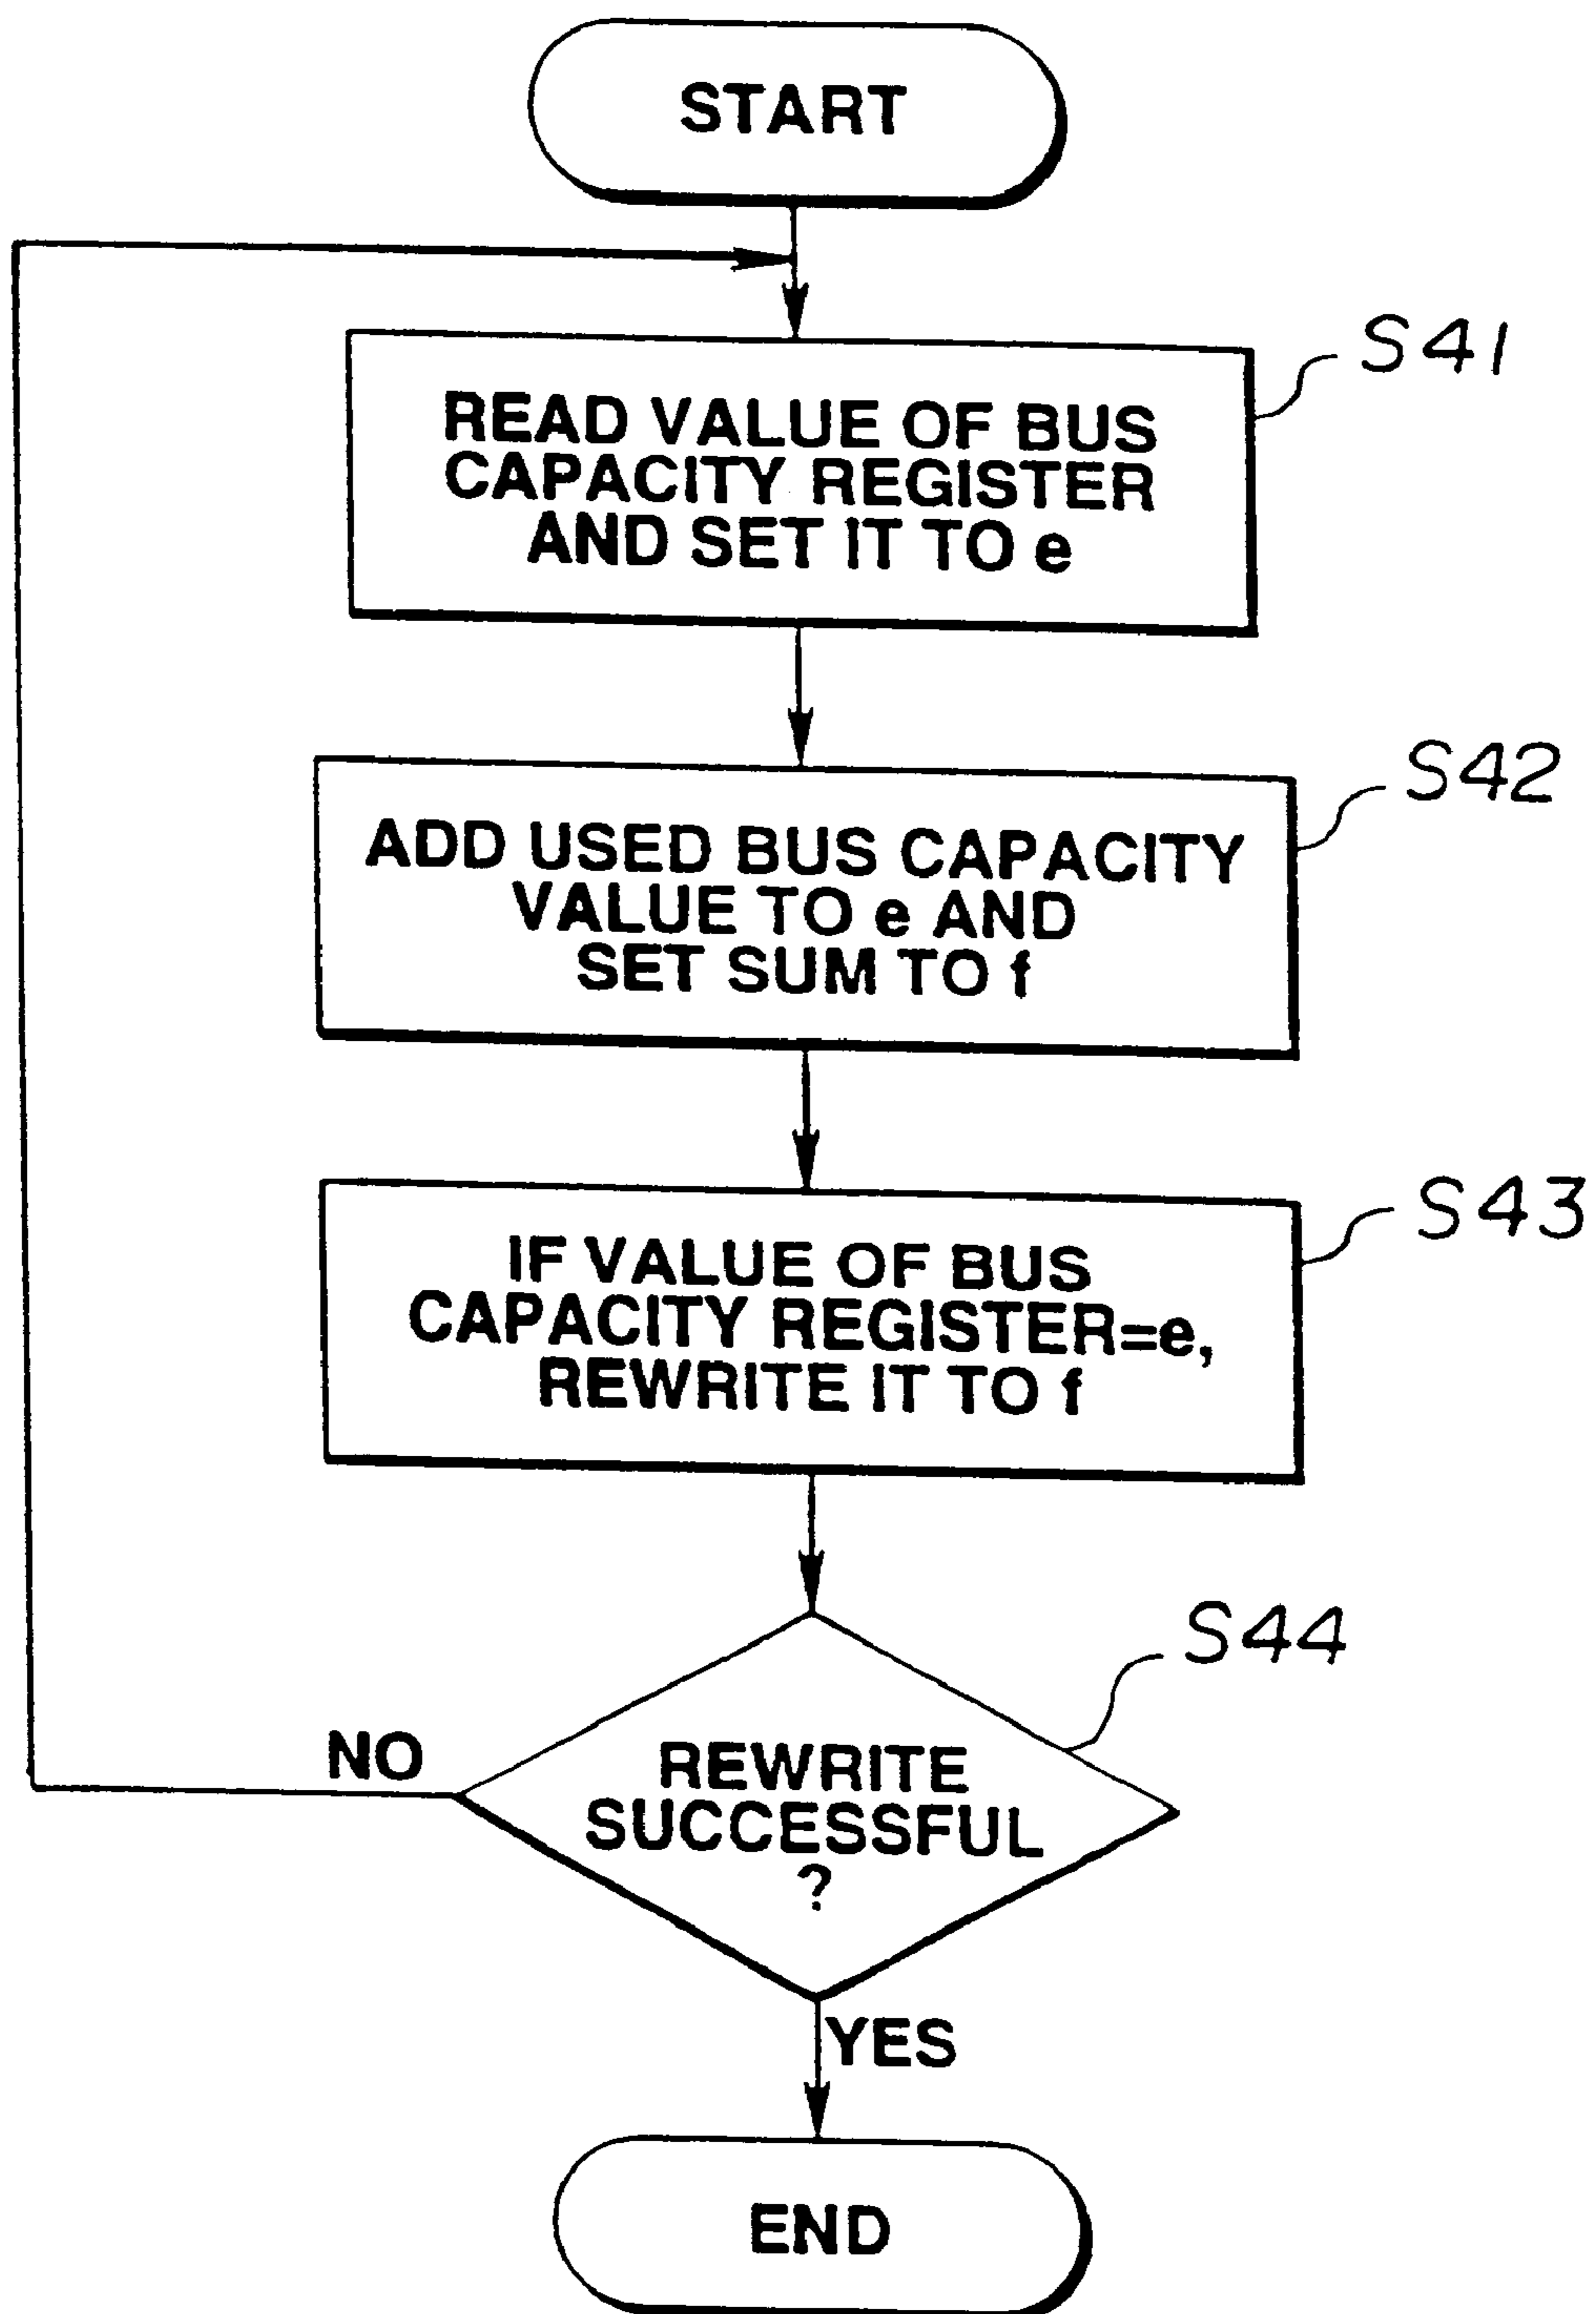 START
S41
READ VALUE OF BUS
CAPACITY REGISTER
AND SET IT TO e
S42
ADD USED BUS CAPACITY
VALUE TO e AND
SET SUM TO f
S43
IF VALUE OF BUS
CAPACITY REGISTER=e,
REWRITE IT TO f
S44
NO
REWRITE
SUCCESSFUL
?
YES
END